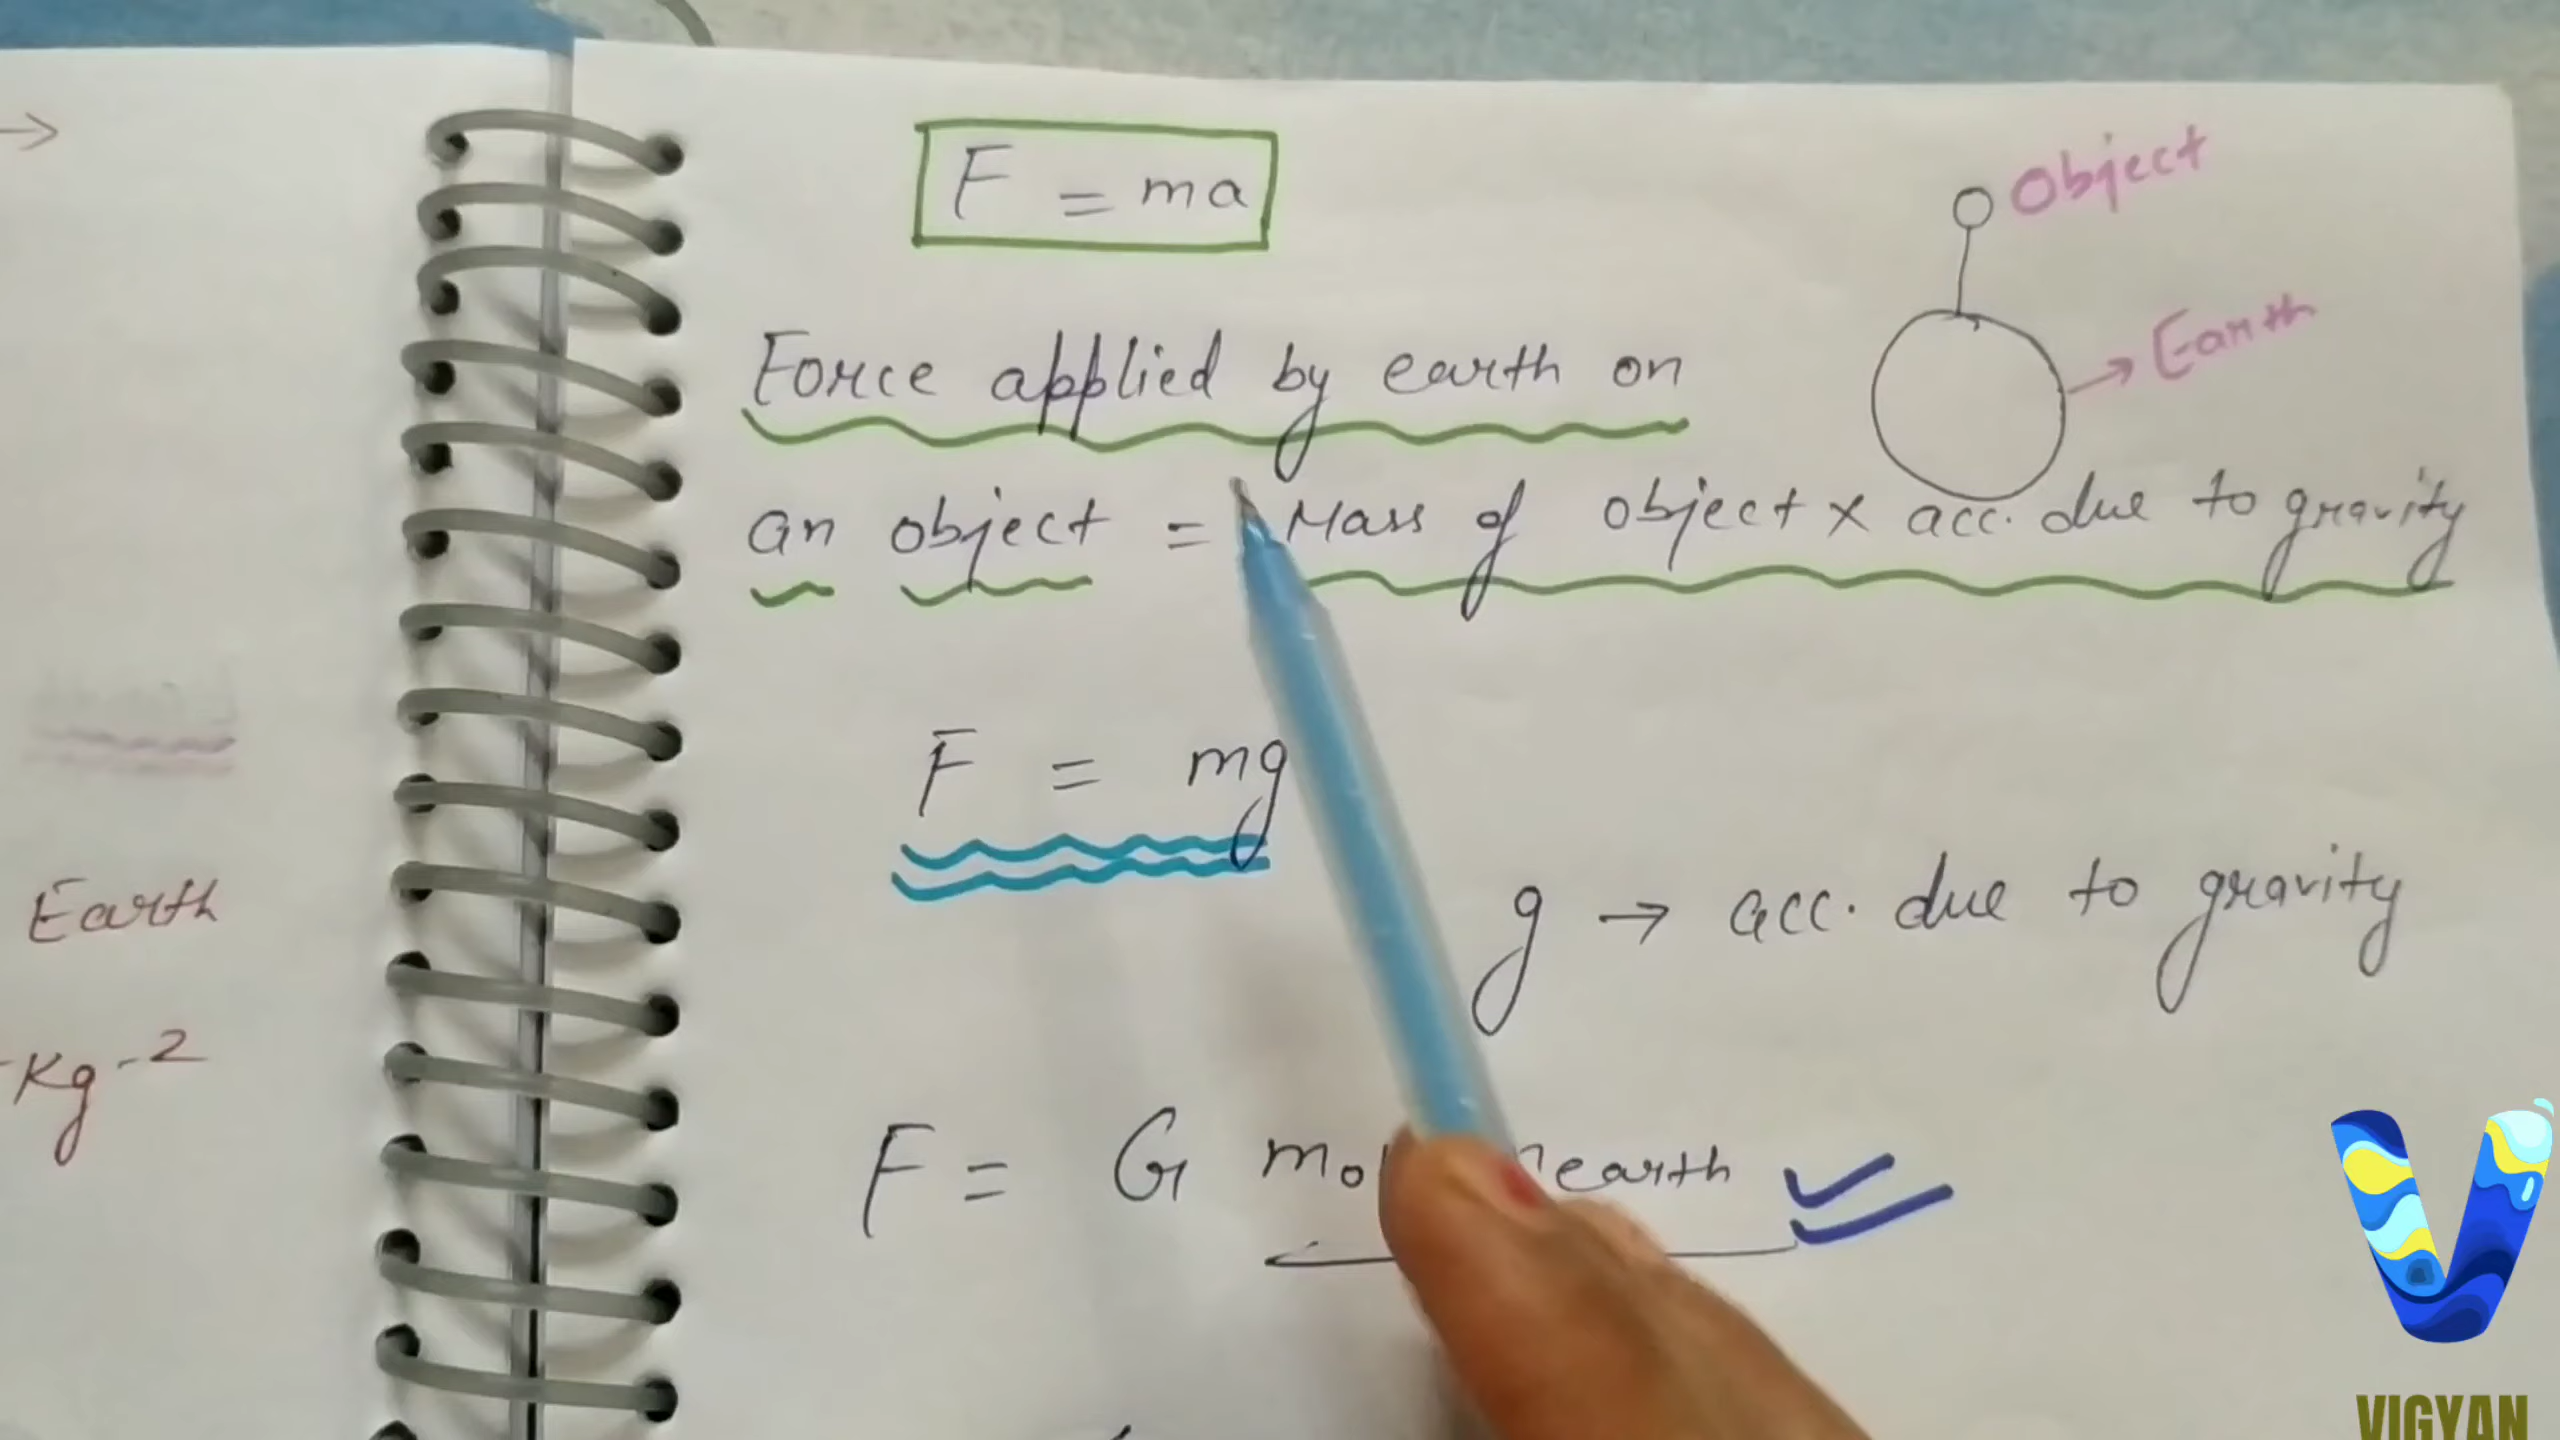 →
Earth
Kg-2
F = ma
Object
→ Earth
Force applied by earth on
an object = Mass of object x acc. due to gravity
F = mg
g → acc. due to gravity
F = G earth
VIGYAN